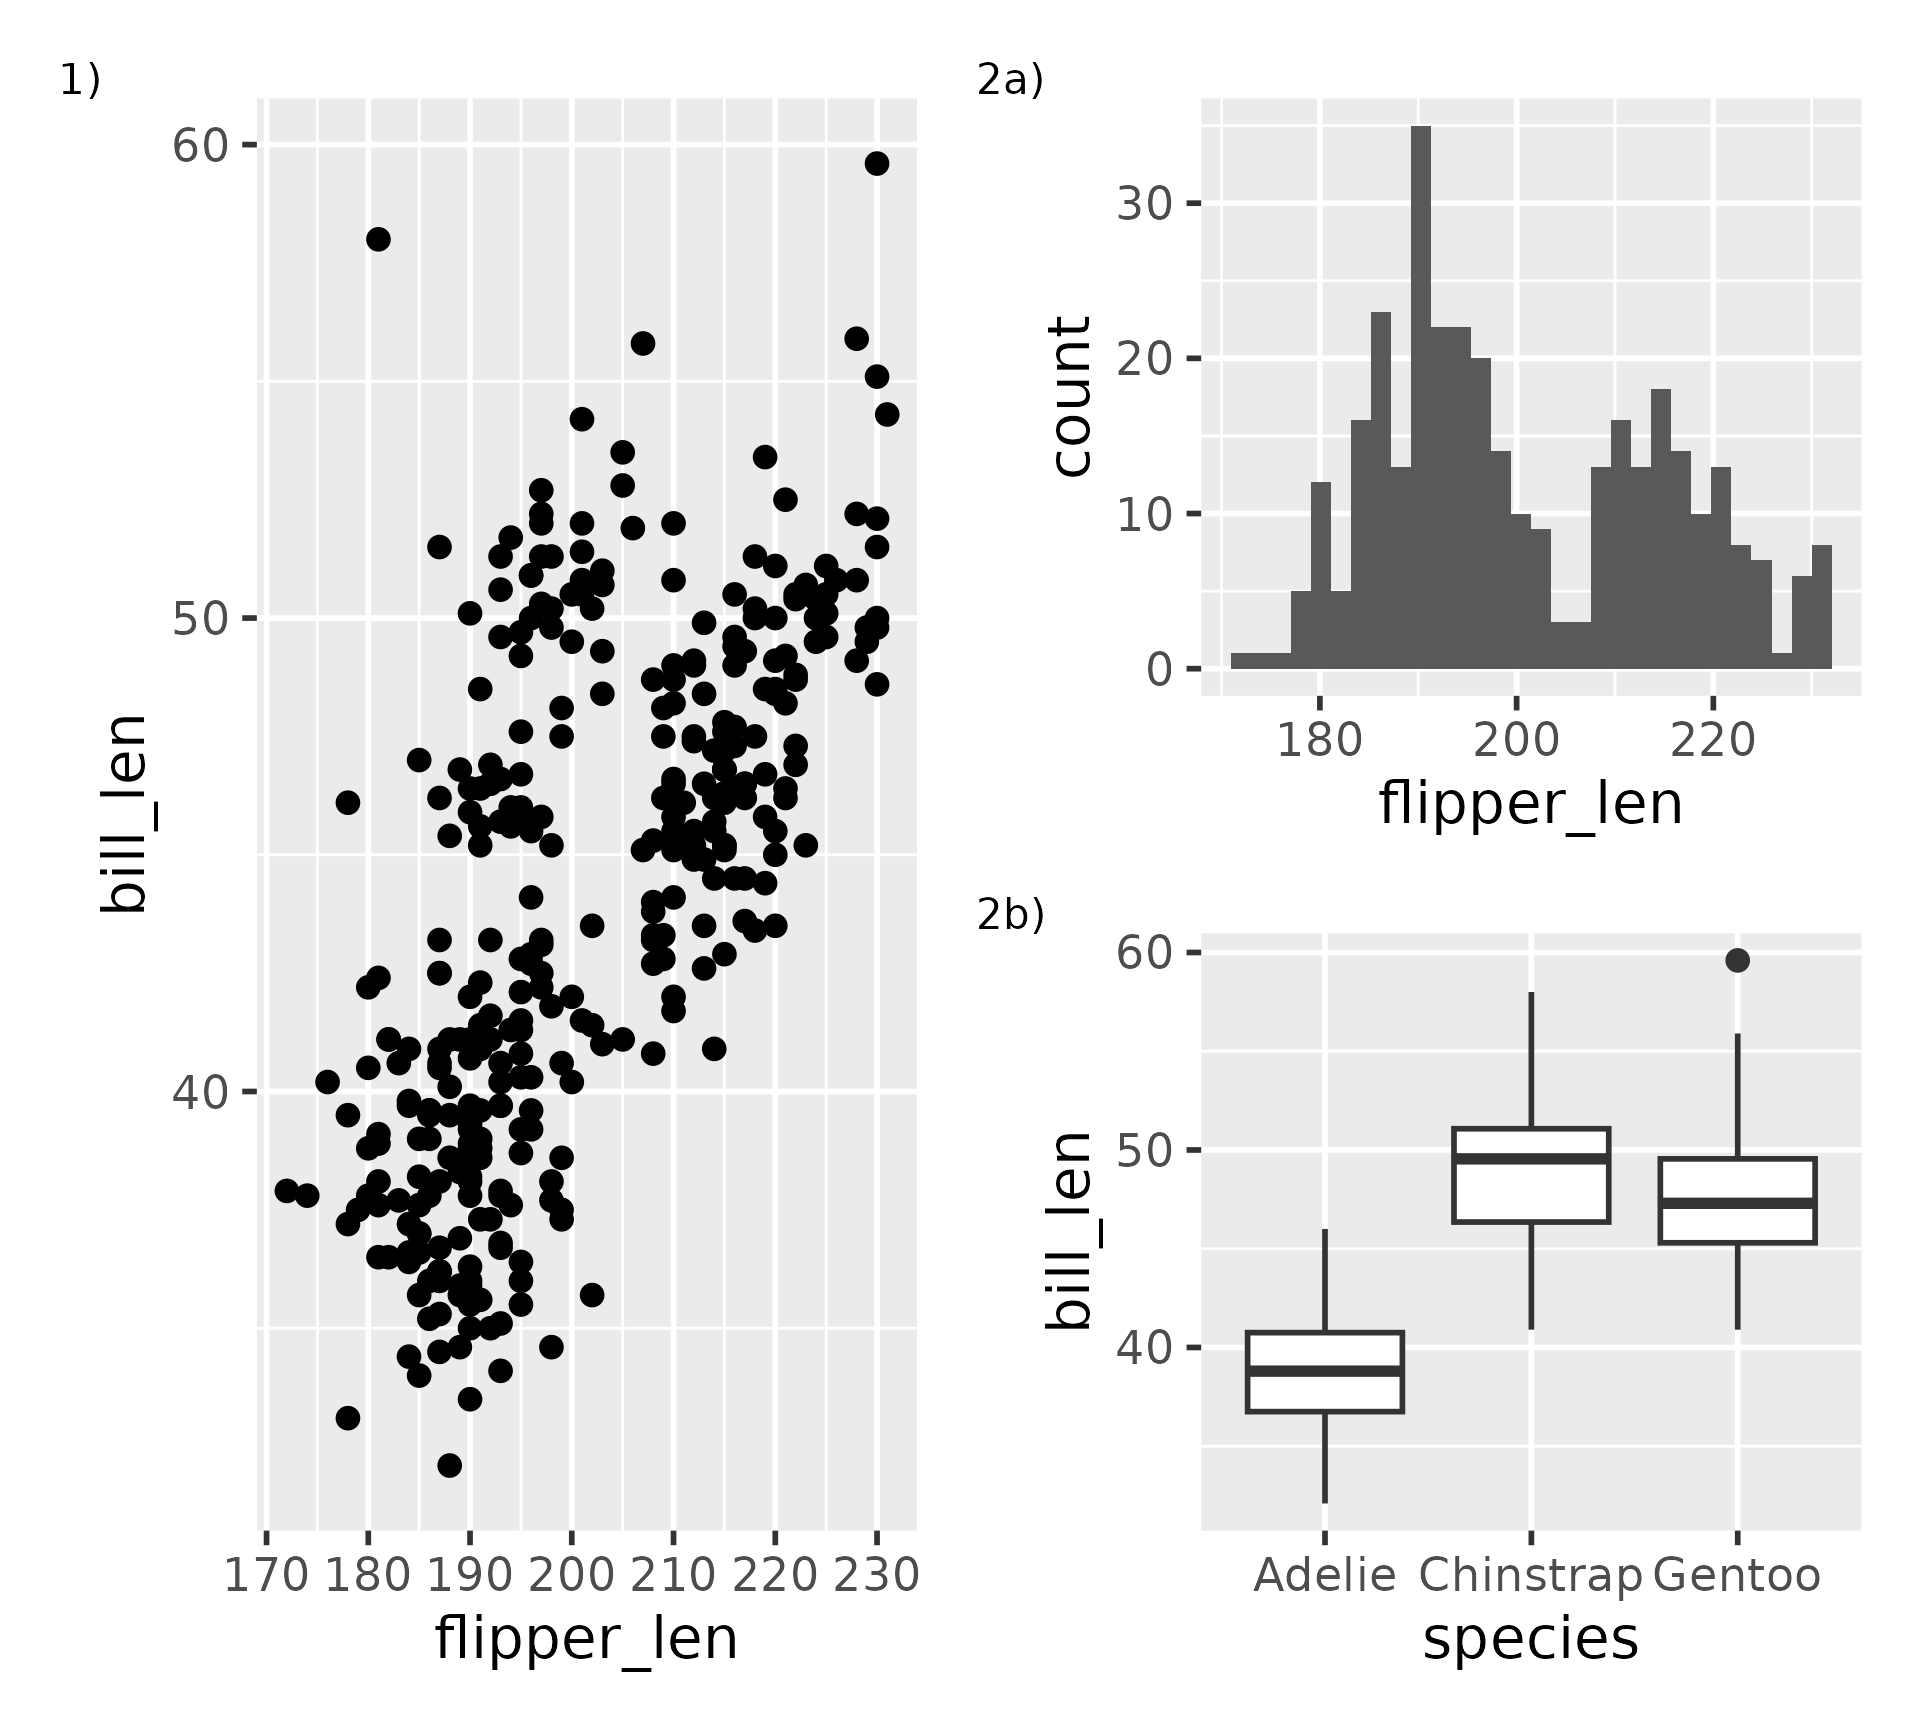 1)
60
50
40
bill_len
170 180 190 200 210 220 230
flipper_len
2a)
30
20
10
0
count
180 200 220
flipper_len
2b)
60
50
40
bill_len
Adelie Chinstrap Gentoo
species